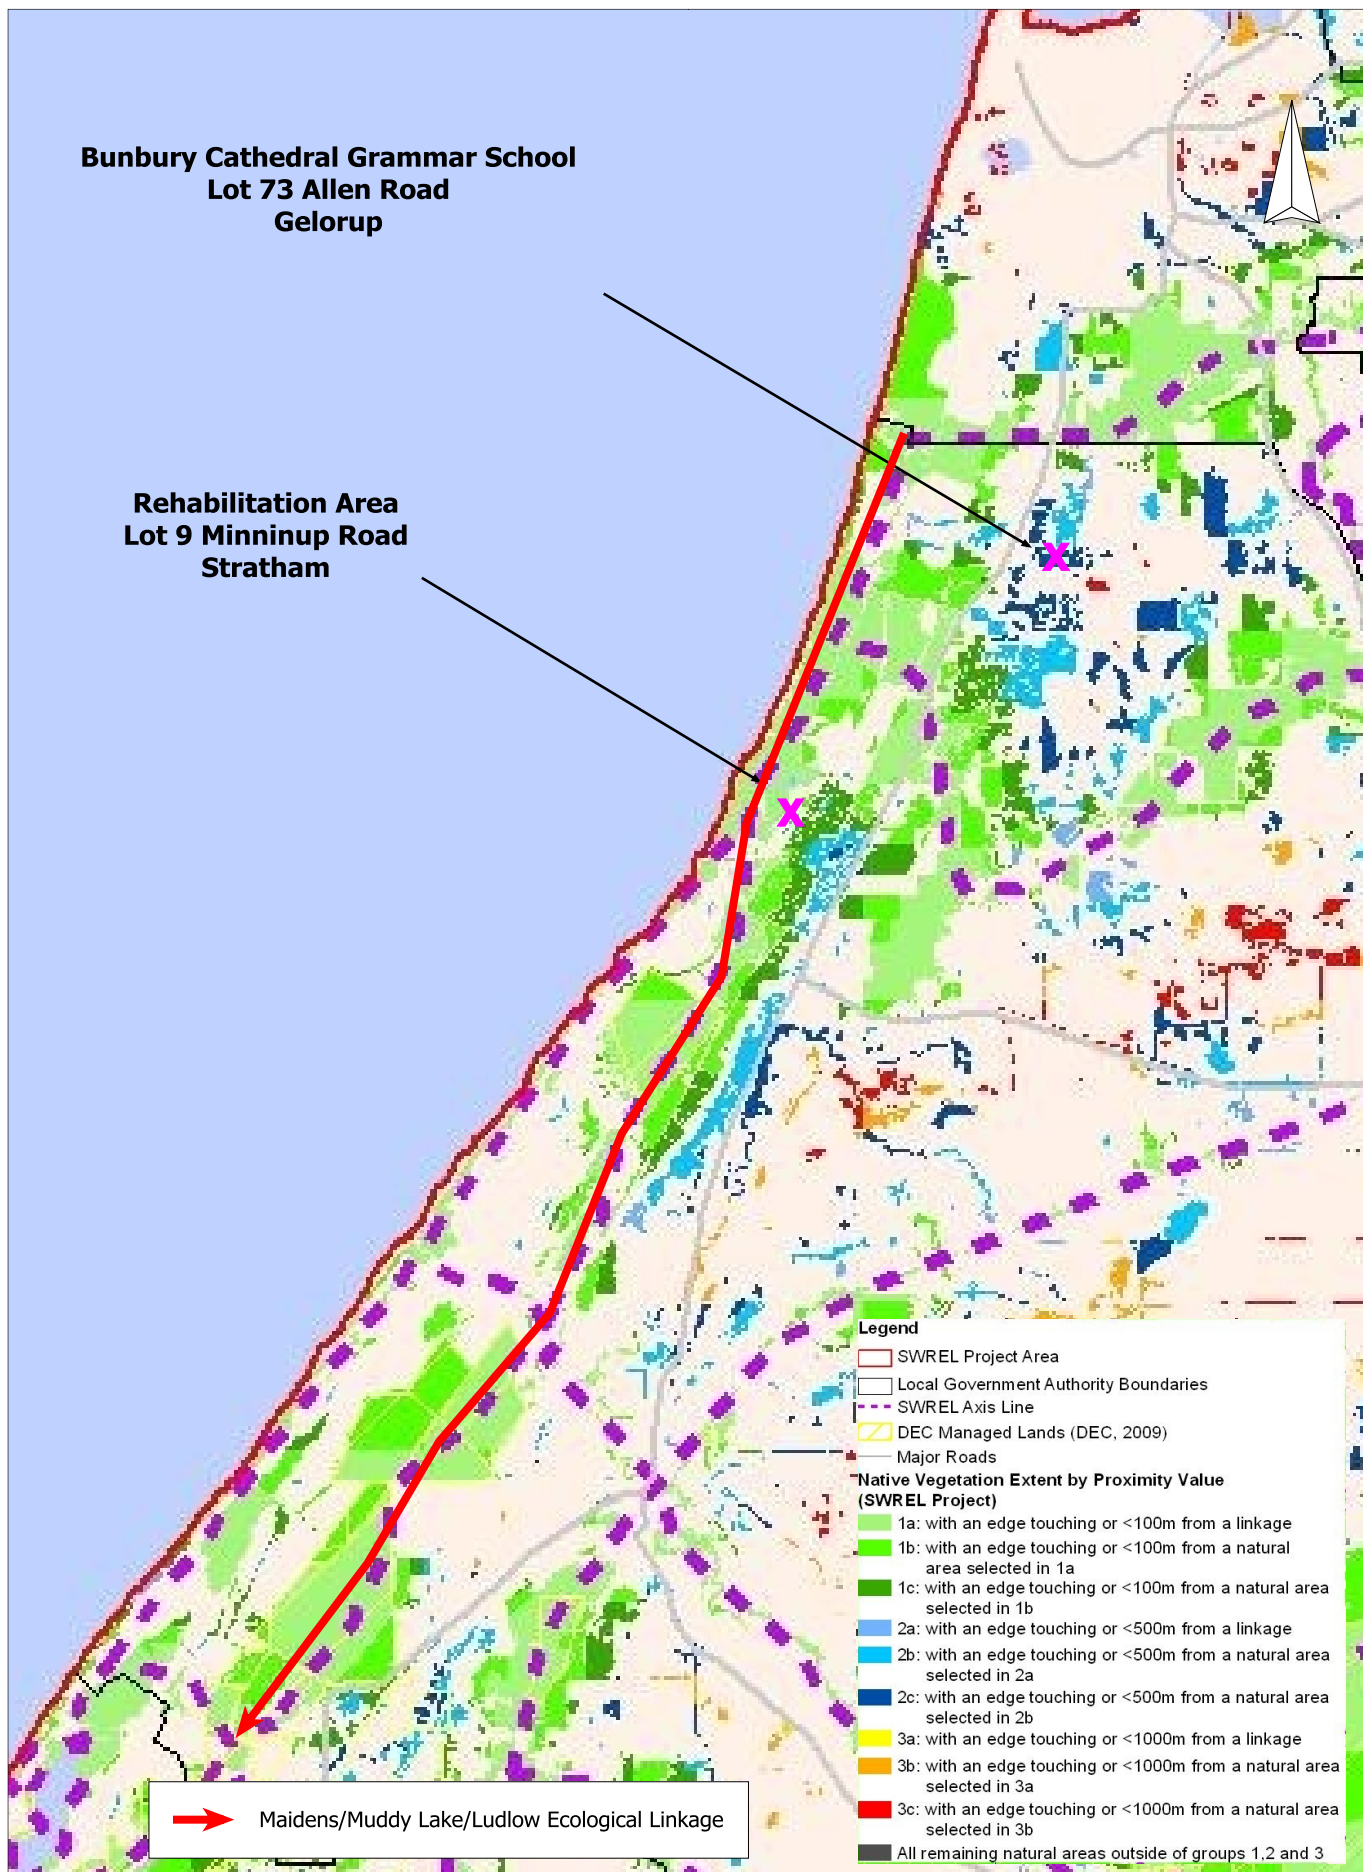 Bunbury Cathedral Grammar School
Lot 73 Allen Road
Gelorup
Rehabilitation Area
Lot 9 Minninup Road
Stratham
X
X
Legend
SWREL Project Area
Local Government Authority Boundaries
SWREL Axis Line
DEC Managed Lands (DEC, 2009)
Major Roads
Native Vegetation Extent by Proximity Value
(SWREL Project)
1a: with an edge touching or <100m from a linkage
1b: with an edge touching or <100m from a natural
area selected in 1a
1c: with an edge touching or <100m from a natural area
selected in 1b
2a: with an edge touching or <500m from a linkage
2b: with an edge touching or <500m from a natural area
selected in 2a
2c: with an edge touching or <500m from a natural area
selected in 2b
3a: with an edge touching or <1000m from a linkage
3b: with an edge touching or <1000m from a natural area
selected in 3a
3c: with an edge touching or <1000m from a natural area
selected in 3b
All remaining natural areas outside of groups 1,2 and 3
Maidens/Muddy Lake/Ludlow Ecological Linkage